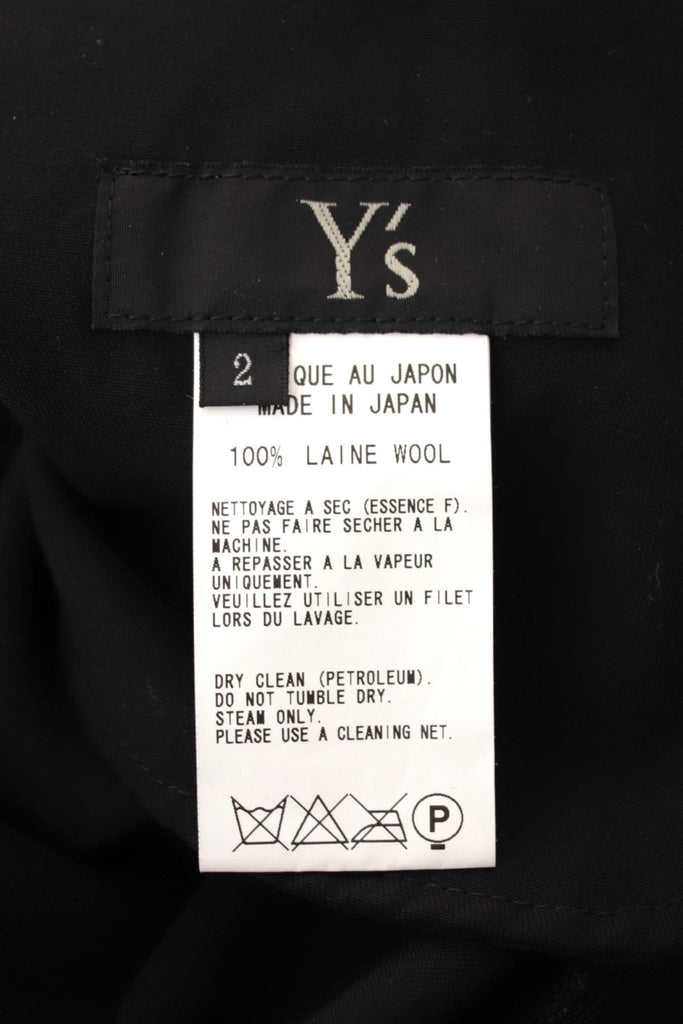 Y's
2
QUE AU JAPON
MADE IN JAPAN
100% LAINE WOOL
NETTOYAGE A SEC (ESSENCE F).
NE PAS FAIRE SECHER A LA
MACHINE.
A REPASSER A LA VAPEUR
UNIQUEMENT.
VEUILLEZ UTILISER UN FILET
LORS DU LAVAGE.
DRY CLEAN (PETROLEUM).
DO NOT TUMBLE DRY.
STEAM ONLY.
PLEASE USE A CLEANING NET.
P